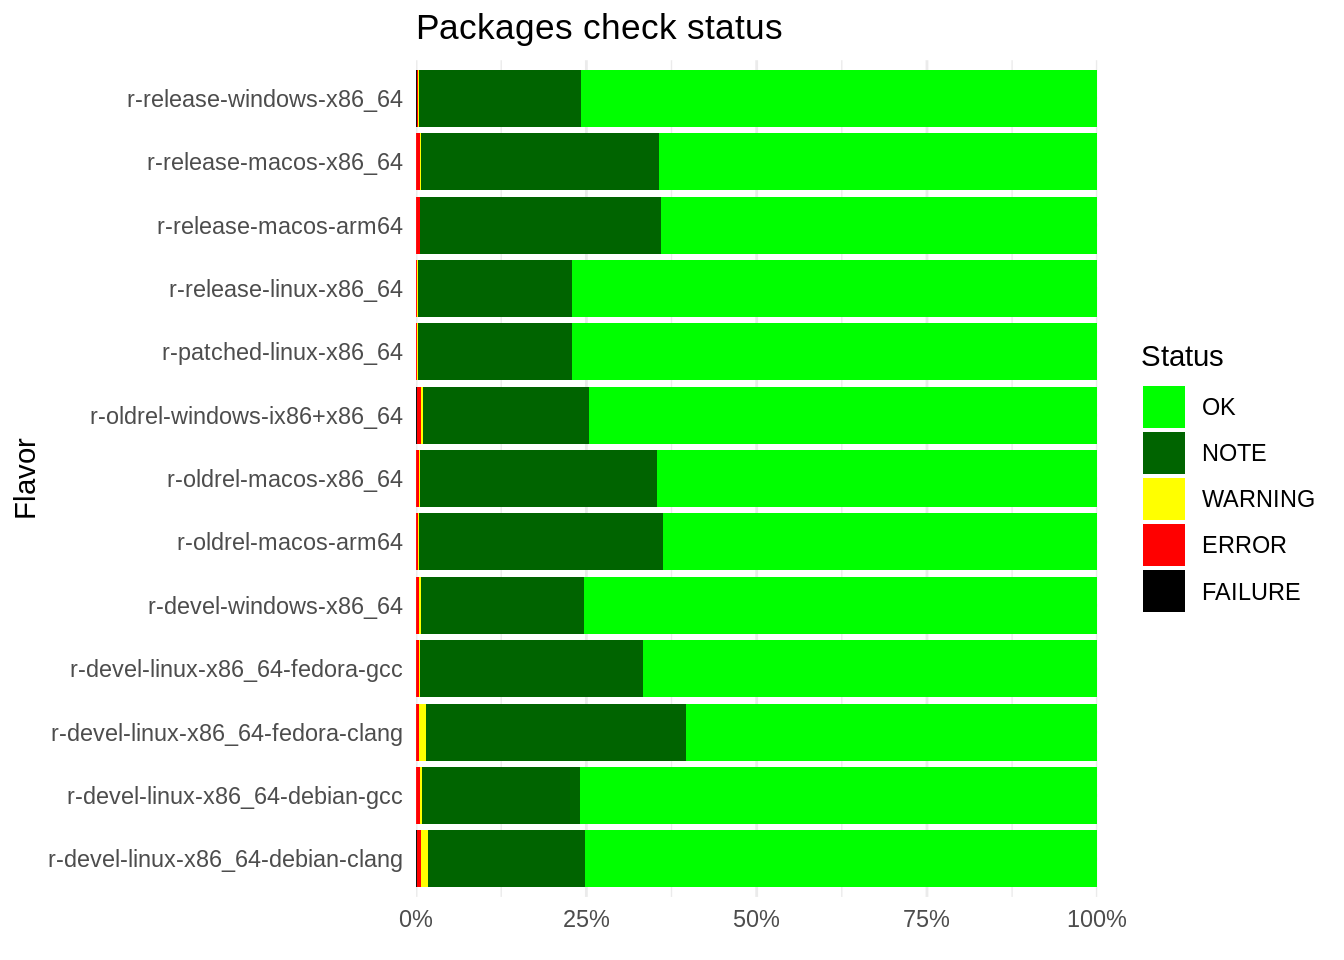 Packages check status
r-release-windows-x86_64
r-release-macos-x86_64
r-release-macos-arm64
r-release-linux-x86_64
r-patched-linux-x86_64
r-oldrel-windows-ix86+x86_64
r-oldrel-macos-x86_64
r-oldrel-macos-arm64
r-devel-windows-x86_64
r-devel-linux-x86_64-fedora-gcc
r-devel-linux-x86_64-fedora-clang
r-devel-linux-x86_64-debian-gcc
r-devel-linux-x86_64-debian-clang
Flavor
0% 25% 50% 75% 100%
Status
OK
NOTE
WARNING
ERROR
FAILURE